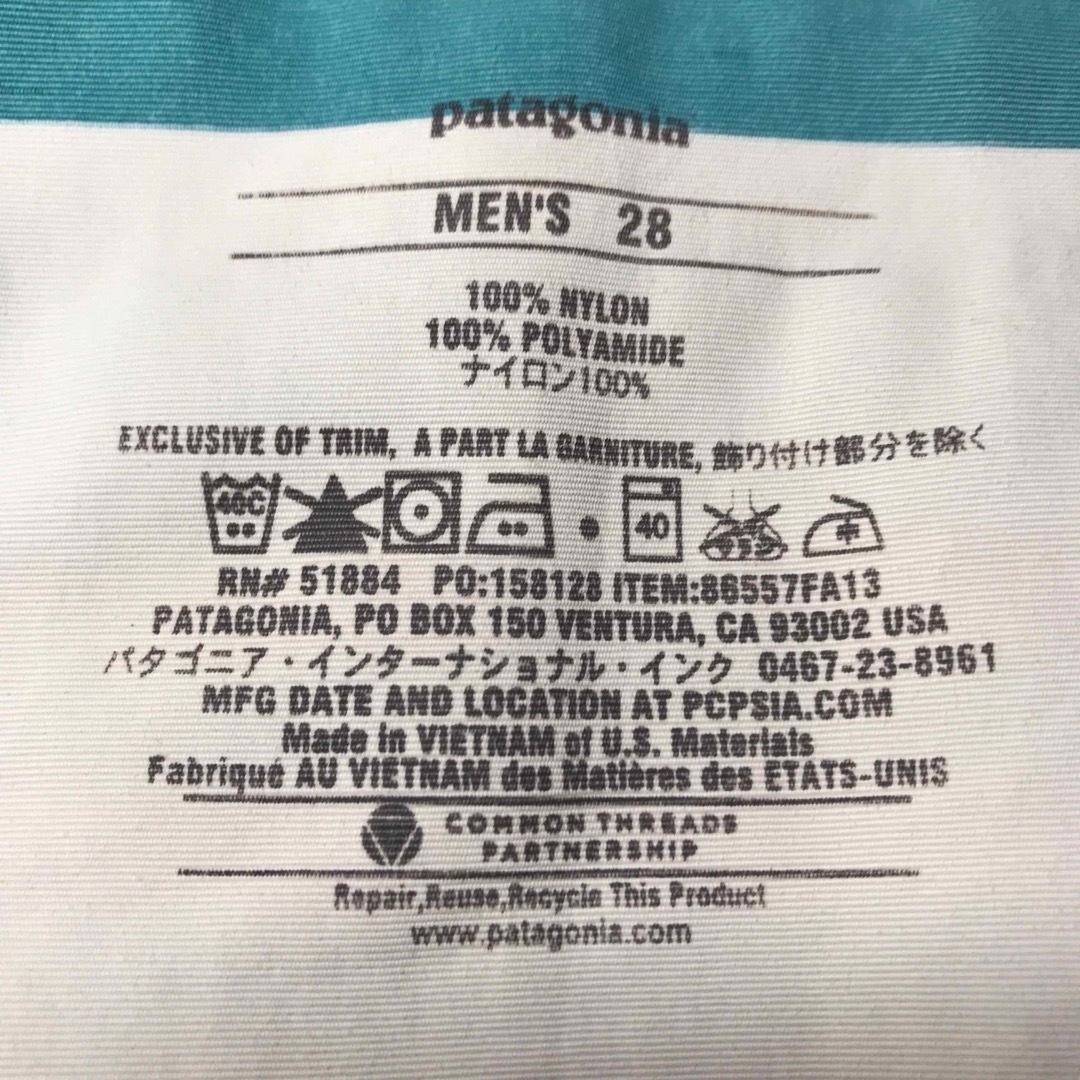 patagonia
MEN'S 28
100% NYLON
100% POLYAMIDE
ナイロン100%
EXCLUSIVE OF TRIM, A PART LA GARNITURE, 飾り付け部分を除く
40C 40 中
RN# 51884 PO:158128 ITEM:86557FA13
PATAGONIA, PO BOX 150 VENTURA, CA 93002 USA
パタゴニア・インターナショナル・インク 0467-23-8961
MFG DATE AND LOCATION AT PCPSIA.COM
Made in VIETNAM of U.S. Materials
Fabriqué AU VIETNAM des Matières des ETATS-UNIS
COMMON THREADS
PARTNERSHIP
Repair,Reuse,Recycle This Product
www.patagonia.com